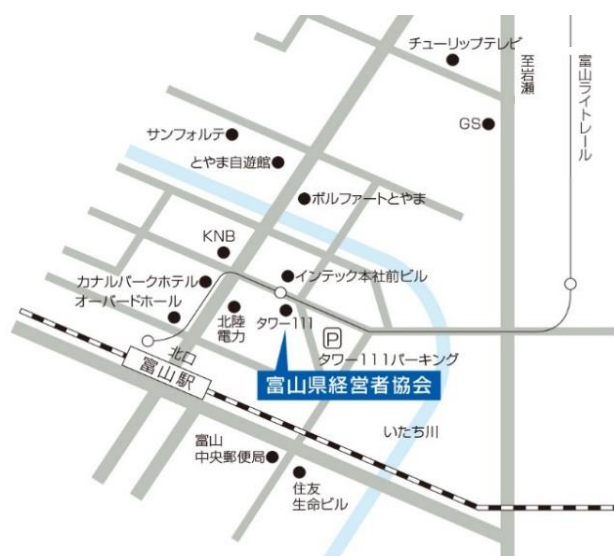 チューリップテレビ
至岩瀬
富山ライトレール
GS
サンフォルテ
とやま自遊館
ボルファートとやま
KNB
インテック本社前ビル
カナルパークホテル
オーバードホール
北陸
電力
タワー111
P
タワー111パーキング
北口
富山駅
富山県経営者協会
いたち川
富山
中央郵便局
住友
生命ビル